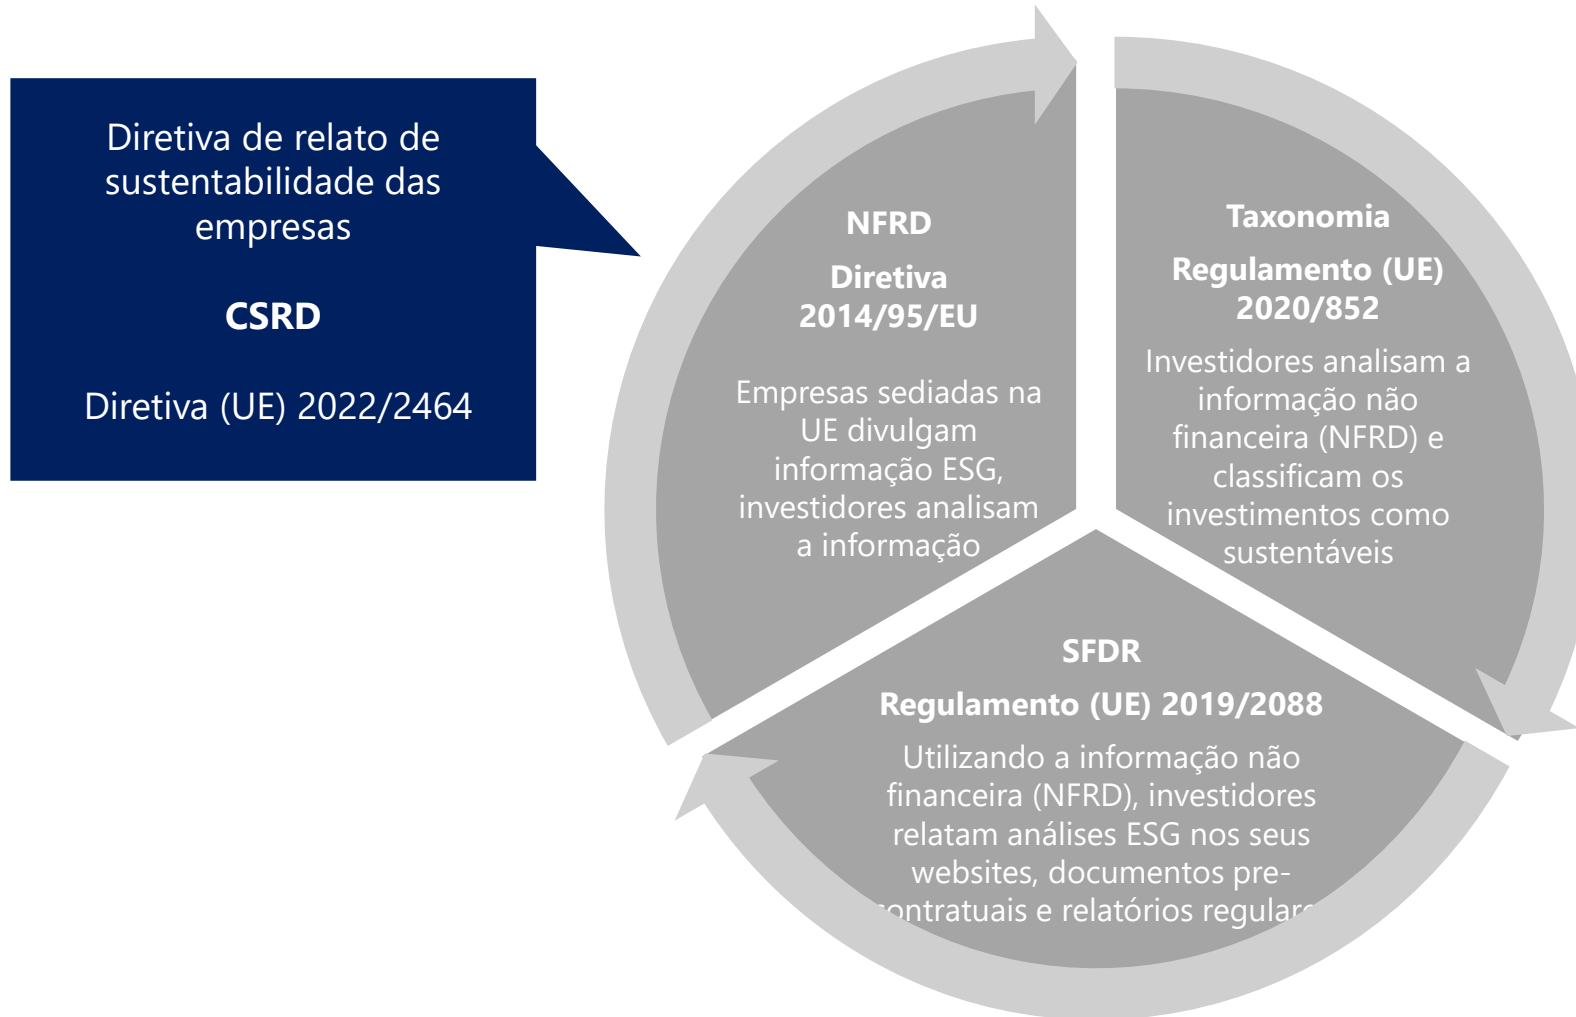 Diretiva de relato de
sustentabilidade das
empresas
CSRD
Diretiva (UE) 2022/2464
NFRD
Diretiva
2014/95/EU
Empresas sediadas na
UE divulgam
informação ESG,
investidores analisam
a informação
Taxonomia
Regulamento (UE)
2020/852
Investidores analisam a
informação não
financeira (NFRD) e
classificam os
investimentos como
sustentáveis
SFDR
Regulamento (UE) 2019/2088
Utilizando a informação não
financeira (NFRD), investidores
relatam análises ESG nos seus
websites, documentos pre-
contratuais e relatórios regulares